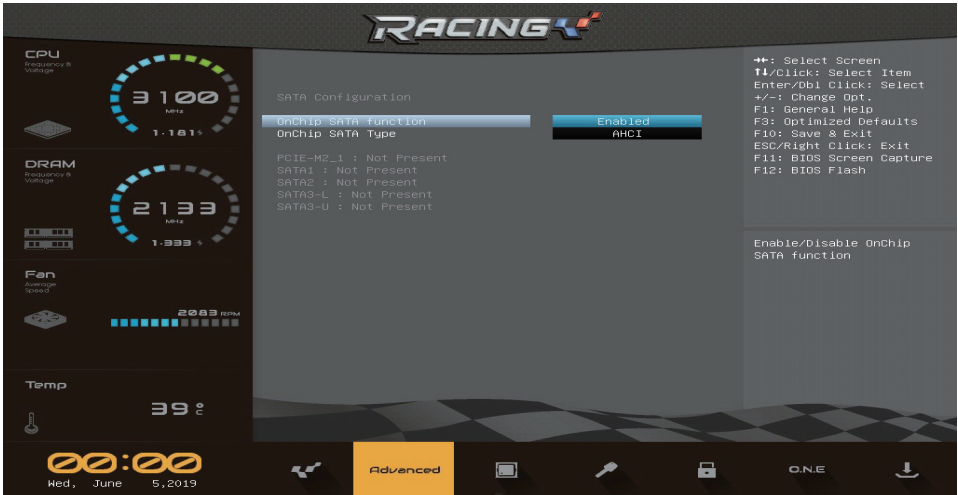 RACING
CPU
Frequency &
Voltage
3100
MHz
1.181 V
DRAM
Frequency &
Voltage
2133
MHz
1.333 V
Fan
Average
Speed
2083 RPM
Temp
39 °C
00:00
Wed, June 5,2019
SATA Configuration
OnChip SATA function Enabled
OnChip SATA Type AHCI
PCIE-M2_1 : Not Present
SATA1 : Not Present
SATA2 : Not Present
SATA3-L : Not Present
SATA3-U : Not Present
→←: Select Screen
↑↓/Click: Select Item
Enter/Dbl Click: Select
+/-: Change Opt.
F1: General Help
F3: Optimized Defaults
F10: Save & Exit
ESC/Right Click: Exit
F11: BIOS Screen Capture
F12: BIOS Flash
Enable/Disable OnChip
SATA function
Advanced
O.N.E